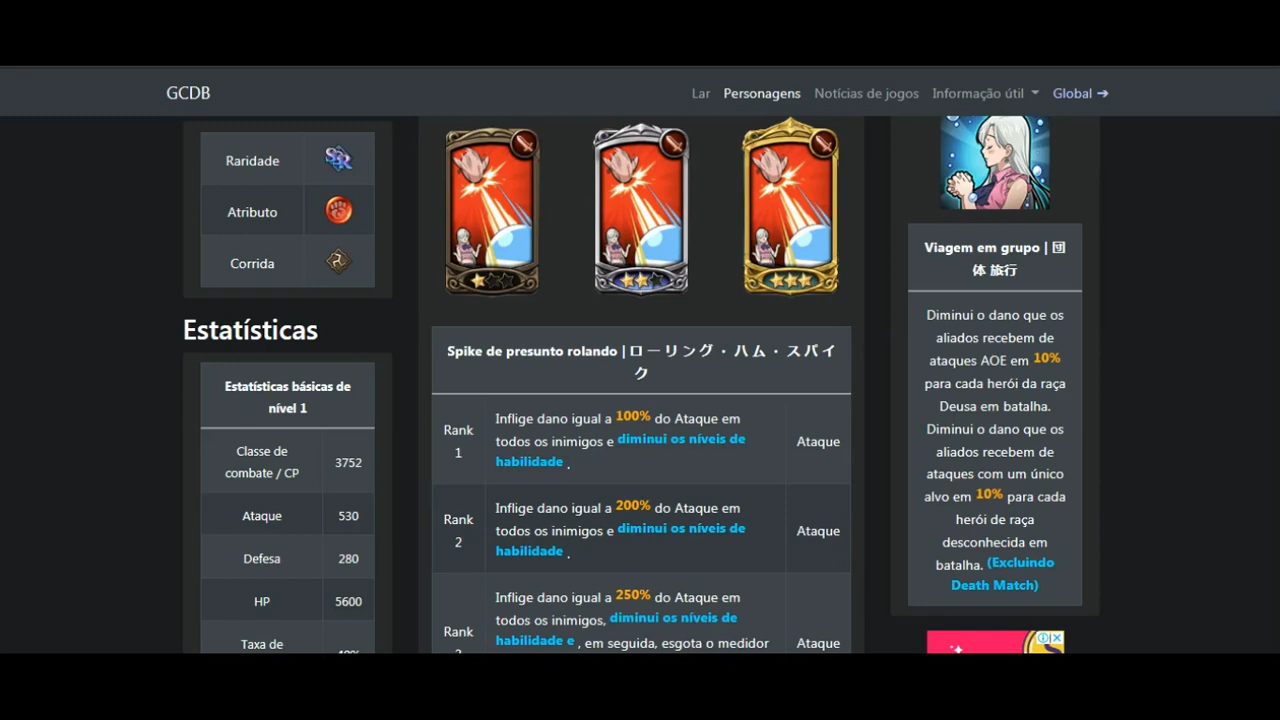 GCDB
Lar
Personagens
Notícias de jogos
Informação útil
Global ➔
Raridade
SSR
Atributo
Corrida
Estatísticas
Estatísticas básicas de
nível 1
Classe de
combate / CP
3752
Ataque
530
Defesa
280
HP
5600
Taxa de
Spike de presunto rolando | ローリング・ハム・スパイ
ク
Rank
1
Inflige dano igual a 100% do Ataque em
todos os inimigos e diminui os níveis de
habilidade .
Ataque
Rank
2
Inflige dano igual a 200% do Ataque em
todos os inimigos e diminui os níveis de
habilidade .
Ataque
Rank
Inflige dano igual a 250% do Ataque em
todos os inimigos, diminui os níveis de
habilidade e , em seguida, esgota o medidor
Ataque
Viagem em grupo | 団
体 旅行
Diminui o dano que os
aliados recebem de
ataques AOE em 10%
para cada herói da raça
Deusa em batalha.
Diminui o dano que os
aliados recebem de
ataques com um único
alvo em 10% para cada
herói de raça
desconhecida em
batalha. (Excluindo
Death Match)